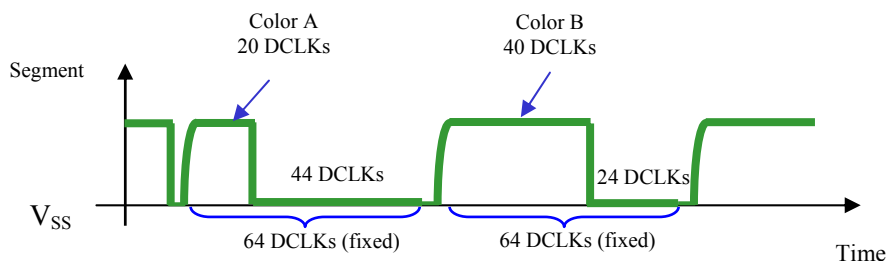 Color A
20 DCLKs
Color B
40 DCLKs
Segment
44 DCLKs
24 DCLKs
VSS
64 DCLKs (fixed)
64 DCLKs (fixed)
Time